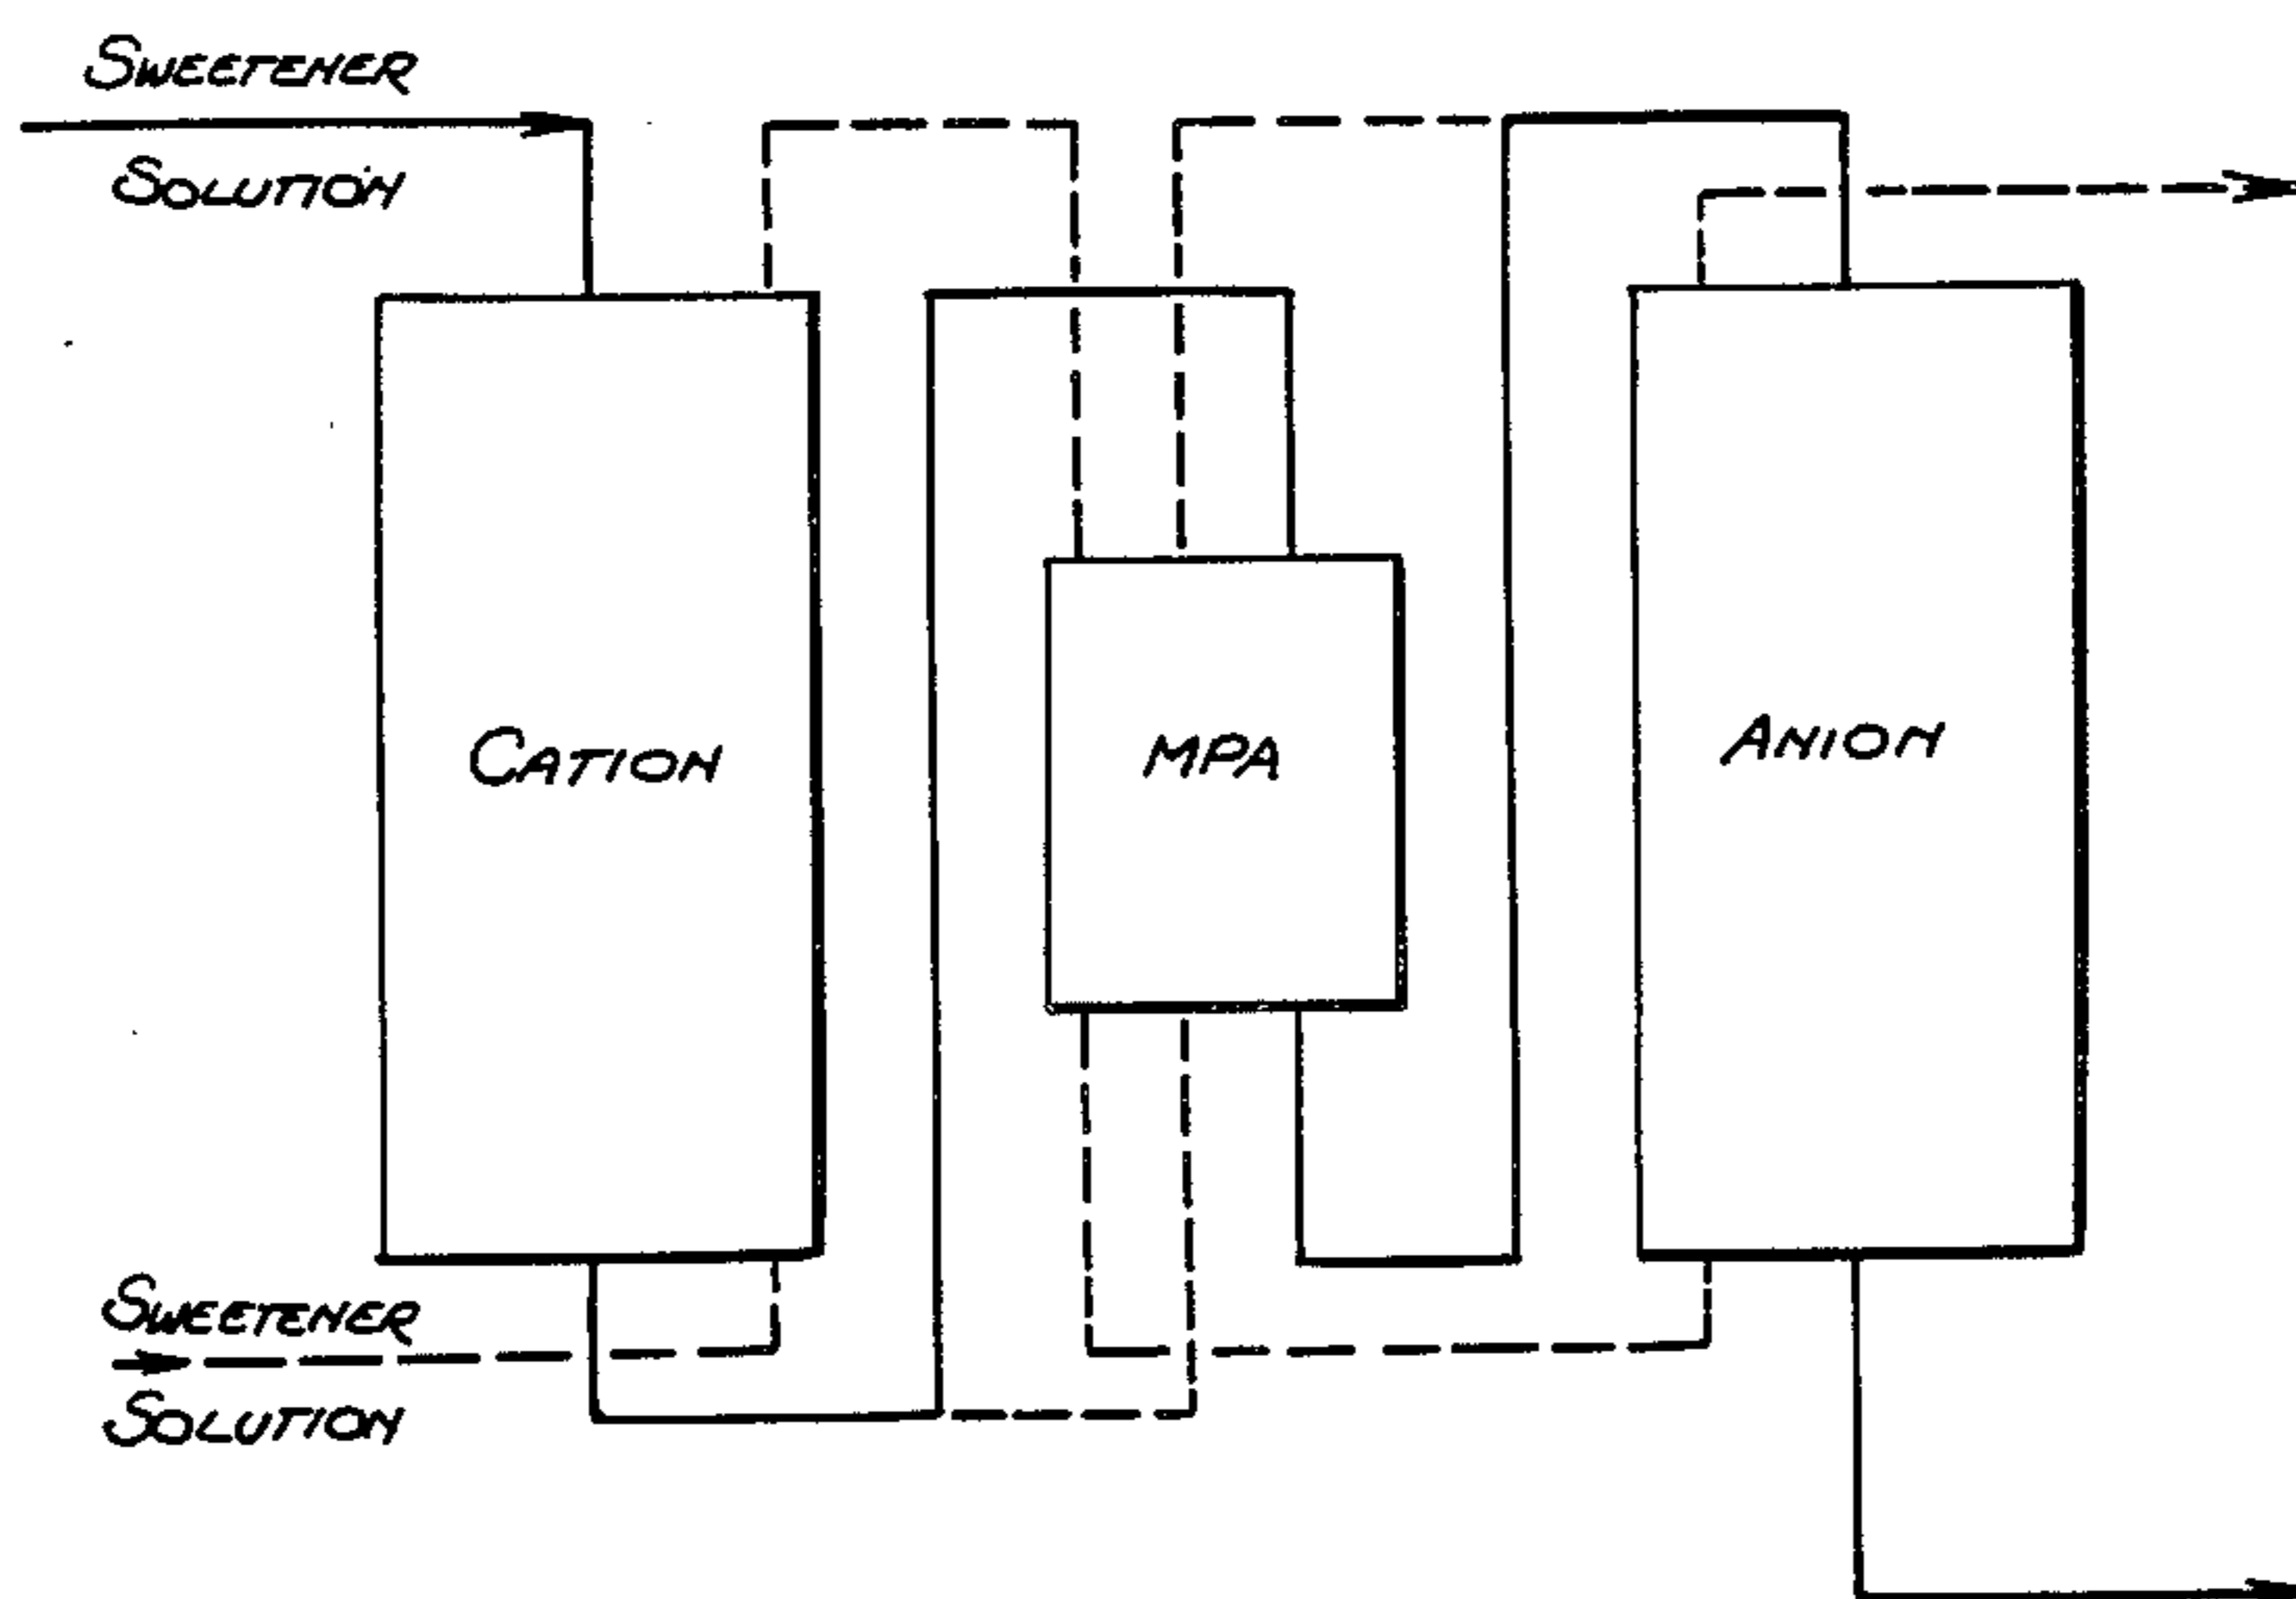 SWEETENER
SOLUTION
CATION
MPA
ANION
SWEETENER
SOLUTION